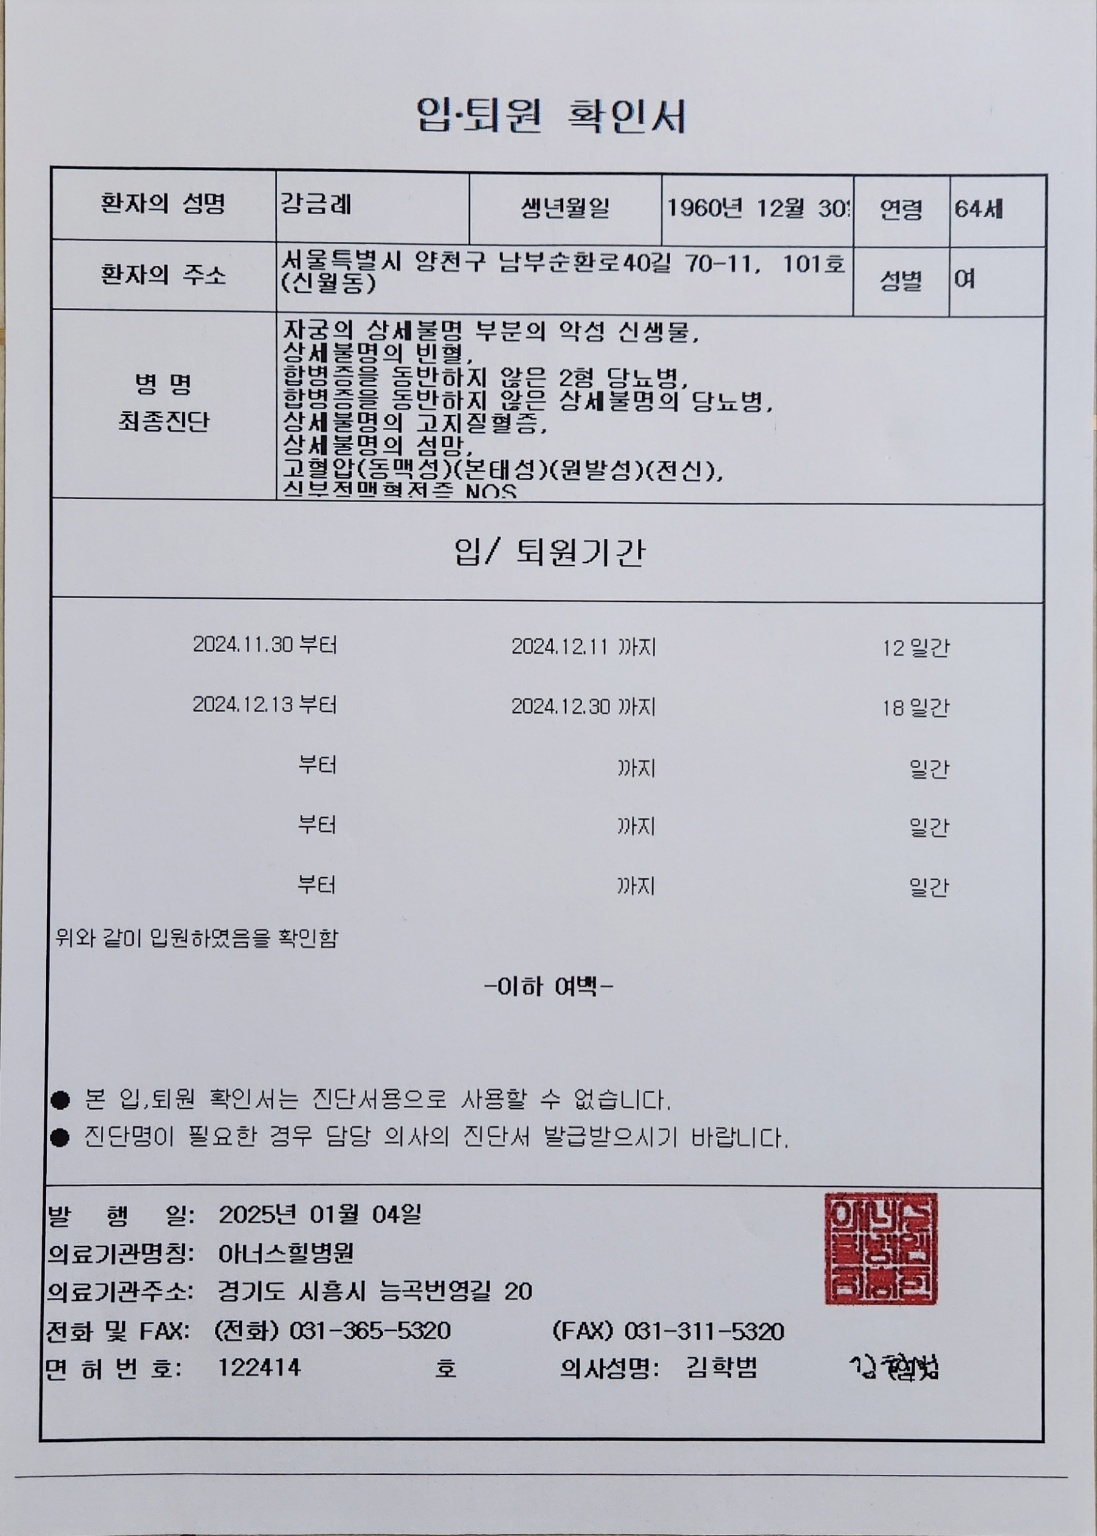 입·퇴원 확인서
환자의 성명 강금례 생년월일 1960년 12월 30 연령 64세
환자의 주소 서울특별시 양천구 남부순환로40길 70-11, 101호 (신월동) 성별 여
병 명
최종진단
자궁의 상세불명 부분의 악성 신생물,
상세불명의 빈혈,
합병증을 동반하지 않은 2형 당뇨병,
합병증을 동반하지 않은 상세불명의 당뇨병,
상세불명의 고지질혈증,
상세불명의 섬망,
고혈압(동맥성)(본태성)(원발성)(전신),
심부정맥혈전증 NOS
입/ 퇴원기간
2024.11.30 부터 2024.12.11 까지 12 일간
2024.12.13 부터 2024.12.30 까지 18 일간
부터 까지 일간
부터 까지 일간
부터 까지 일간
위와 같이 입원하였음을 확인함
-이하 여백-
● 본 입,퇴원 확인서는 진단서용으로 사용할 수 없습니다.
● 진단명이 필요한 경우 담당 의사의 진단서 발급받으시기 바랍니다.
발 행 일: 2025년 01월 04일
의료기관명칭: 아너스힐병원
의료기관주소: 경기도 시흥시 능곡번영길 20
전화 및 FAX: (전화) 031-365-5320 (FAX) 031-311-5320
면 허 번 호: 122414 호 의사성명: 김학범 김학범